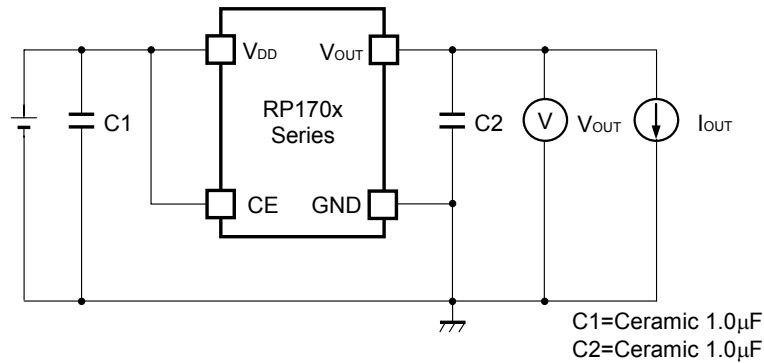 VDD
VOUT
RP170x
Series
C1
C2
V
VOUT
IOUT
CE
GND
C1=Ceramic 1.0μF
C2=Ceramic 1.0μF